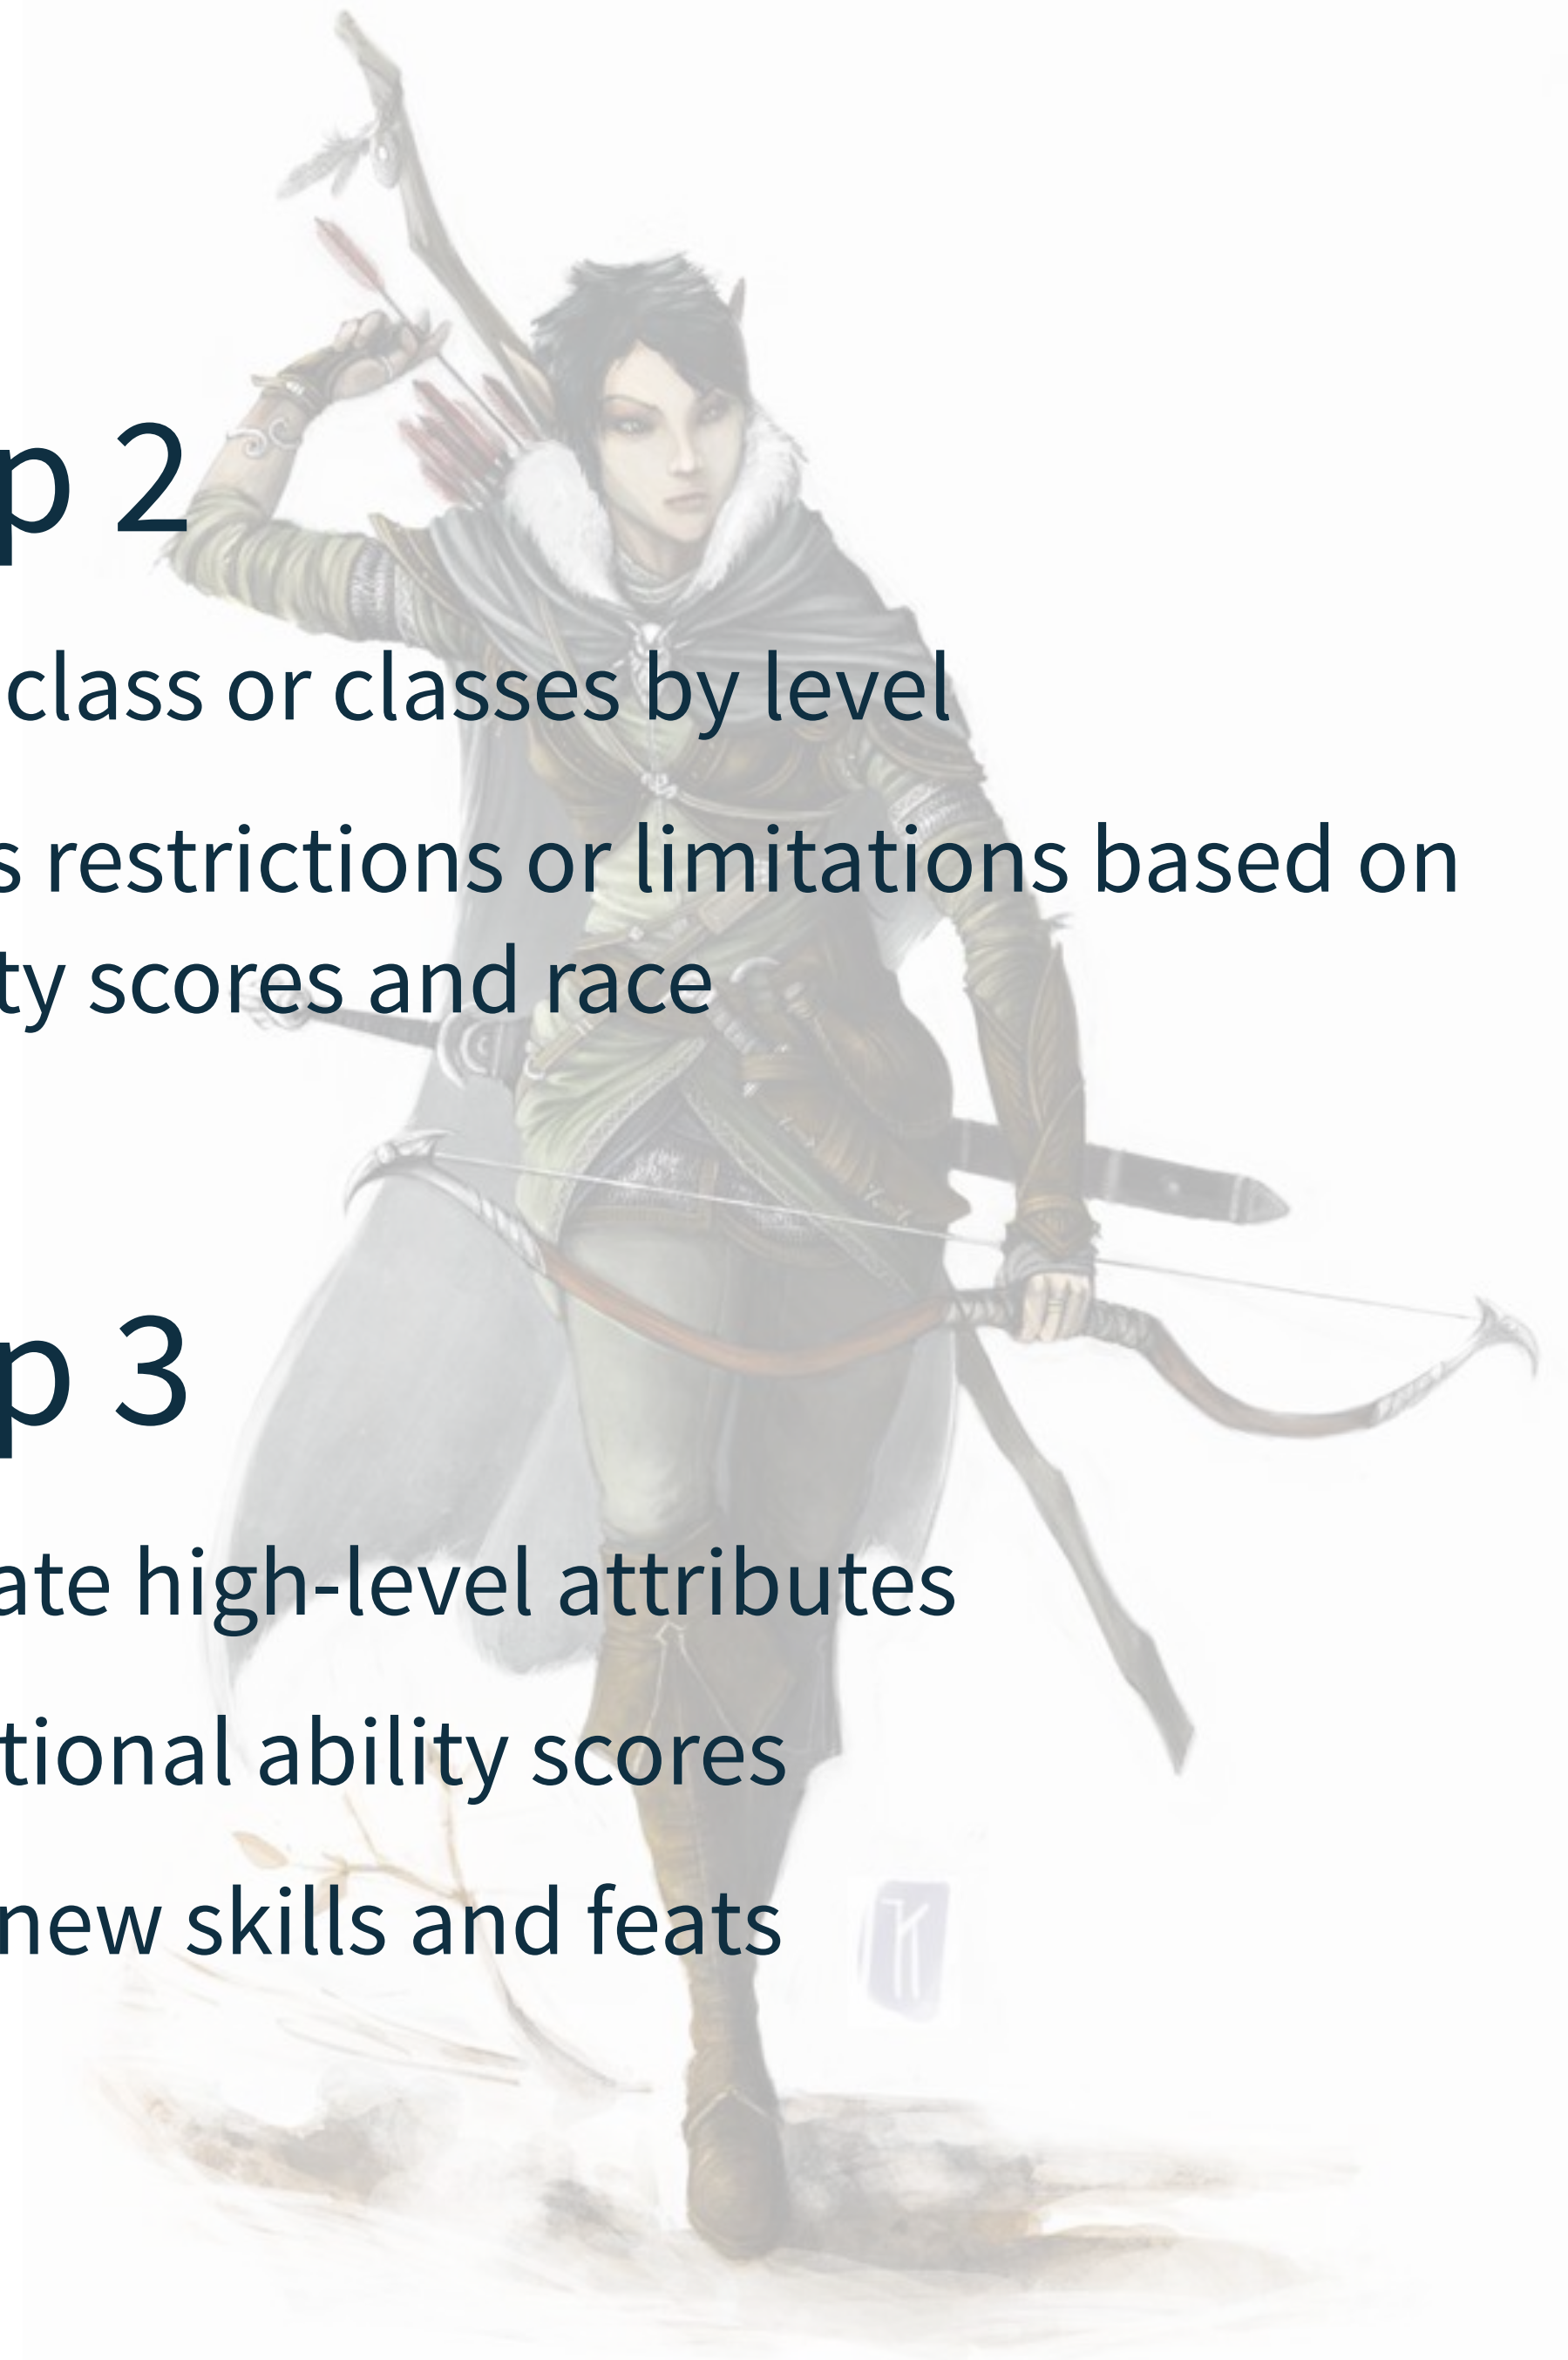 p 2
class or classes by level
s restrictions or limitations based on
ty scores and race
p 3
ate high-level attributes
tional ability scores
new skills and feats